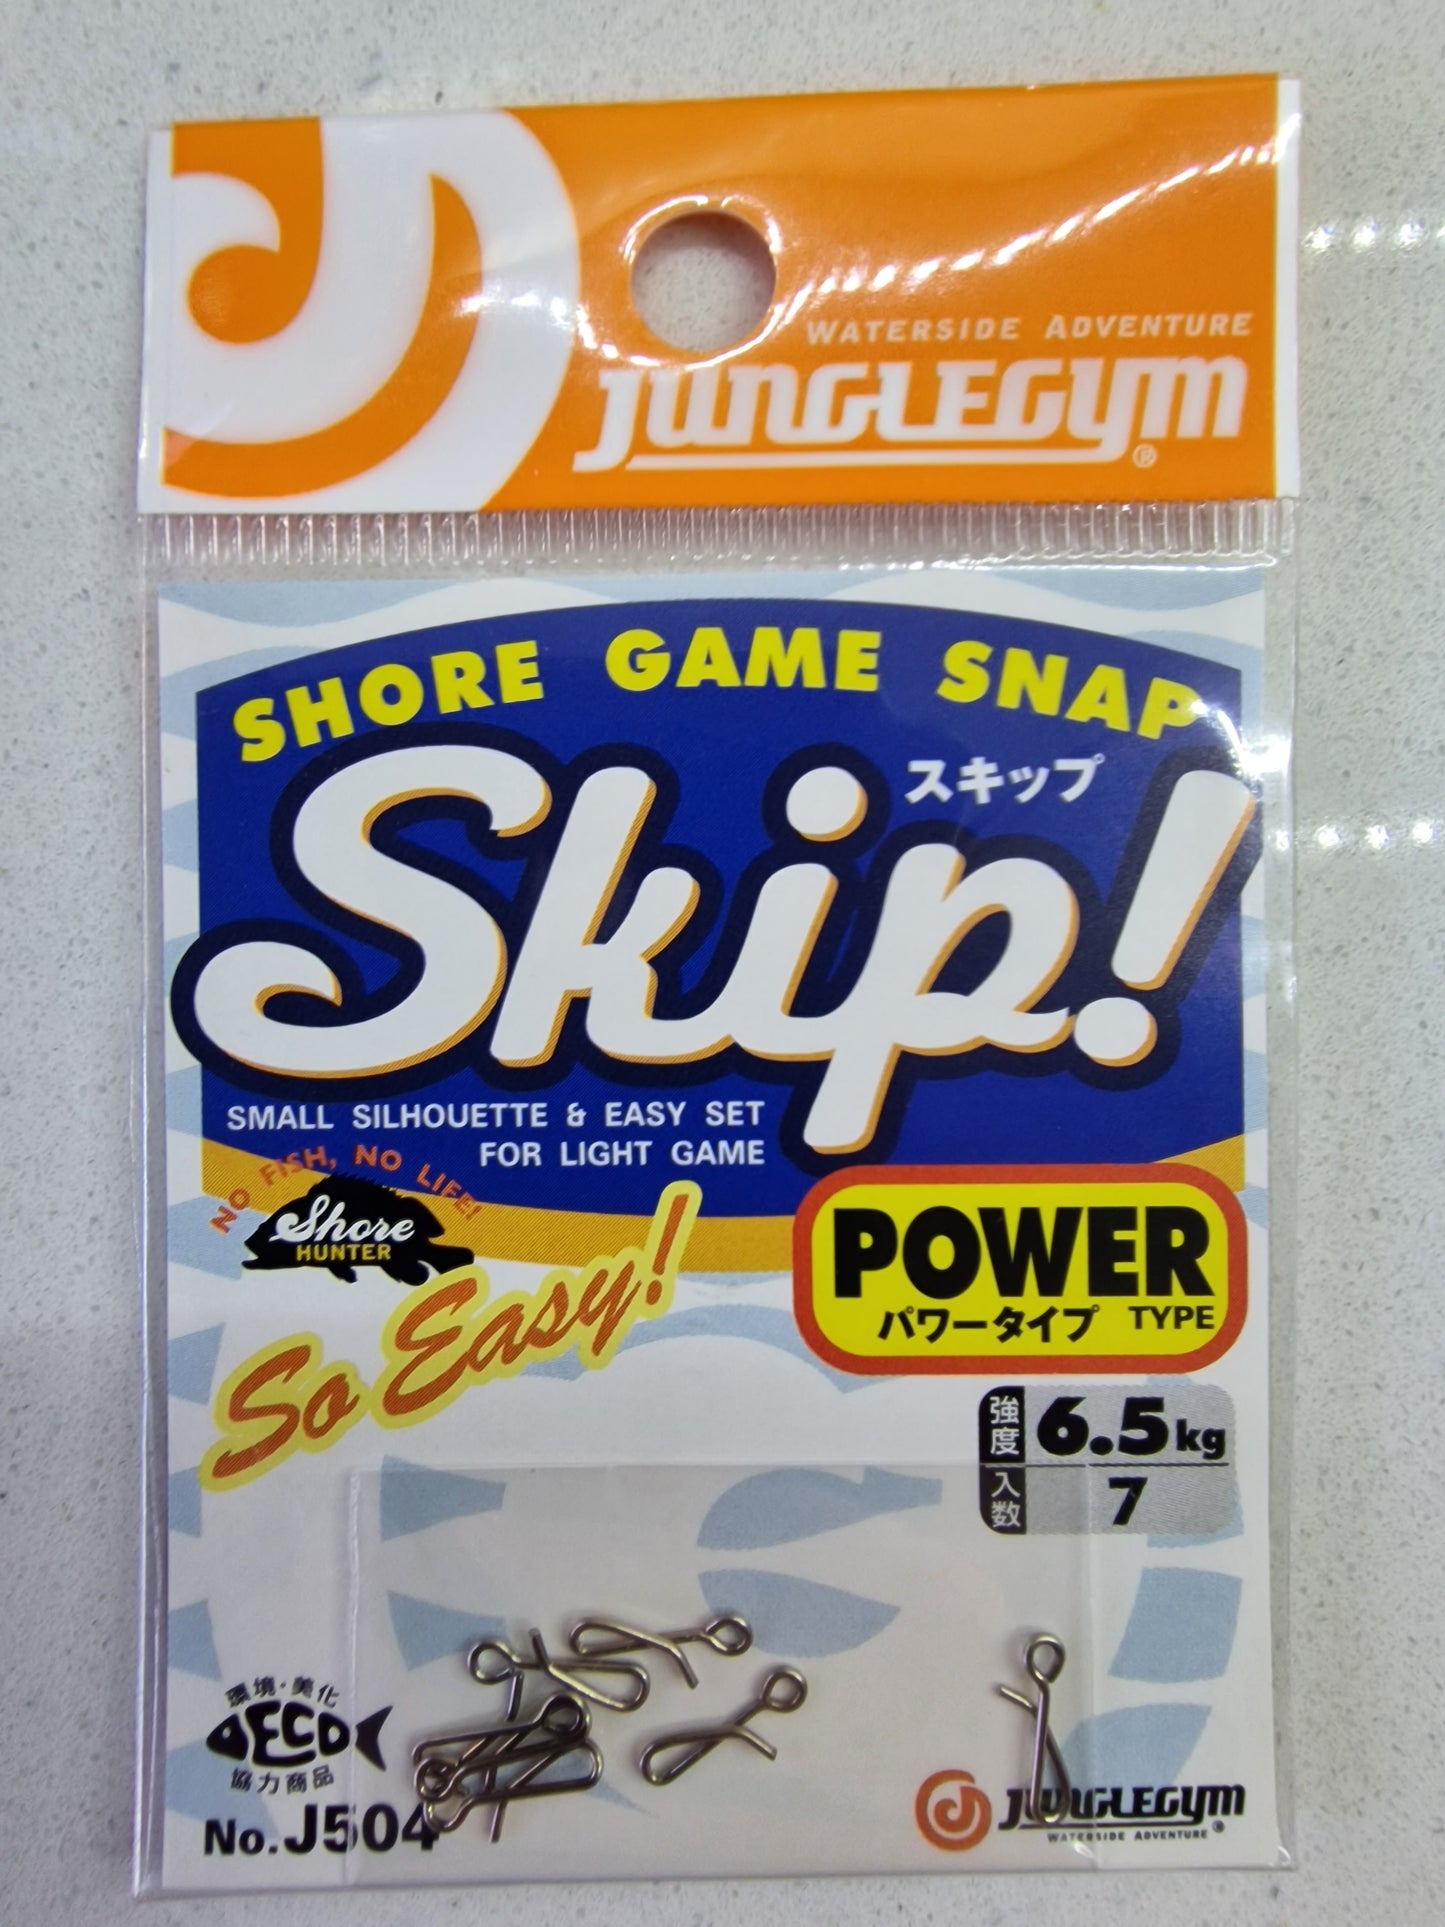 WATERSIDE ADVENTURE
JUNGLEGYM
®
SHORE GAME SNAP
スキップ
Skip!
SMALL SILHOUETTE & EASY SET
FOR LIGHT GAME
NO FISH, NO LIFE!
Shore
HUNTER
So Easy!
POWER
パワータイプ TYPE
強度 6.5kg
入数 7
環境・美化
ECO
協力商品
No.J504
JUNGLEGYM
WATERSIDE ADVENTURE ®